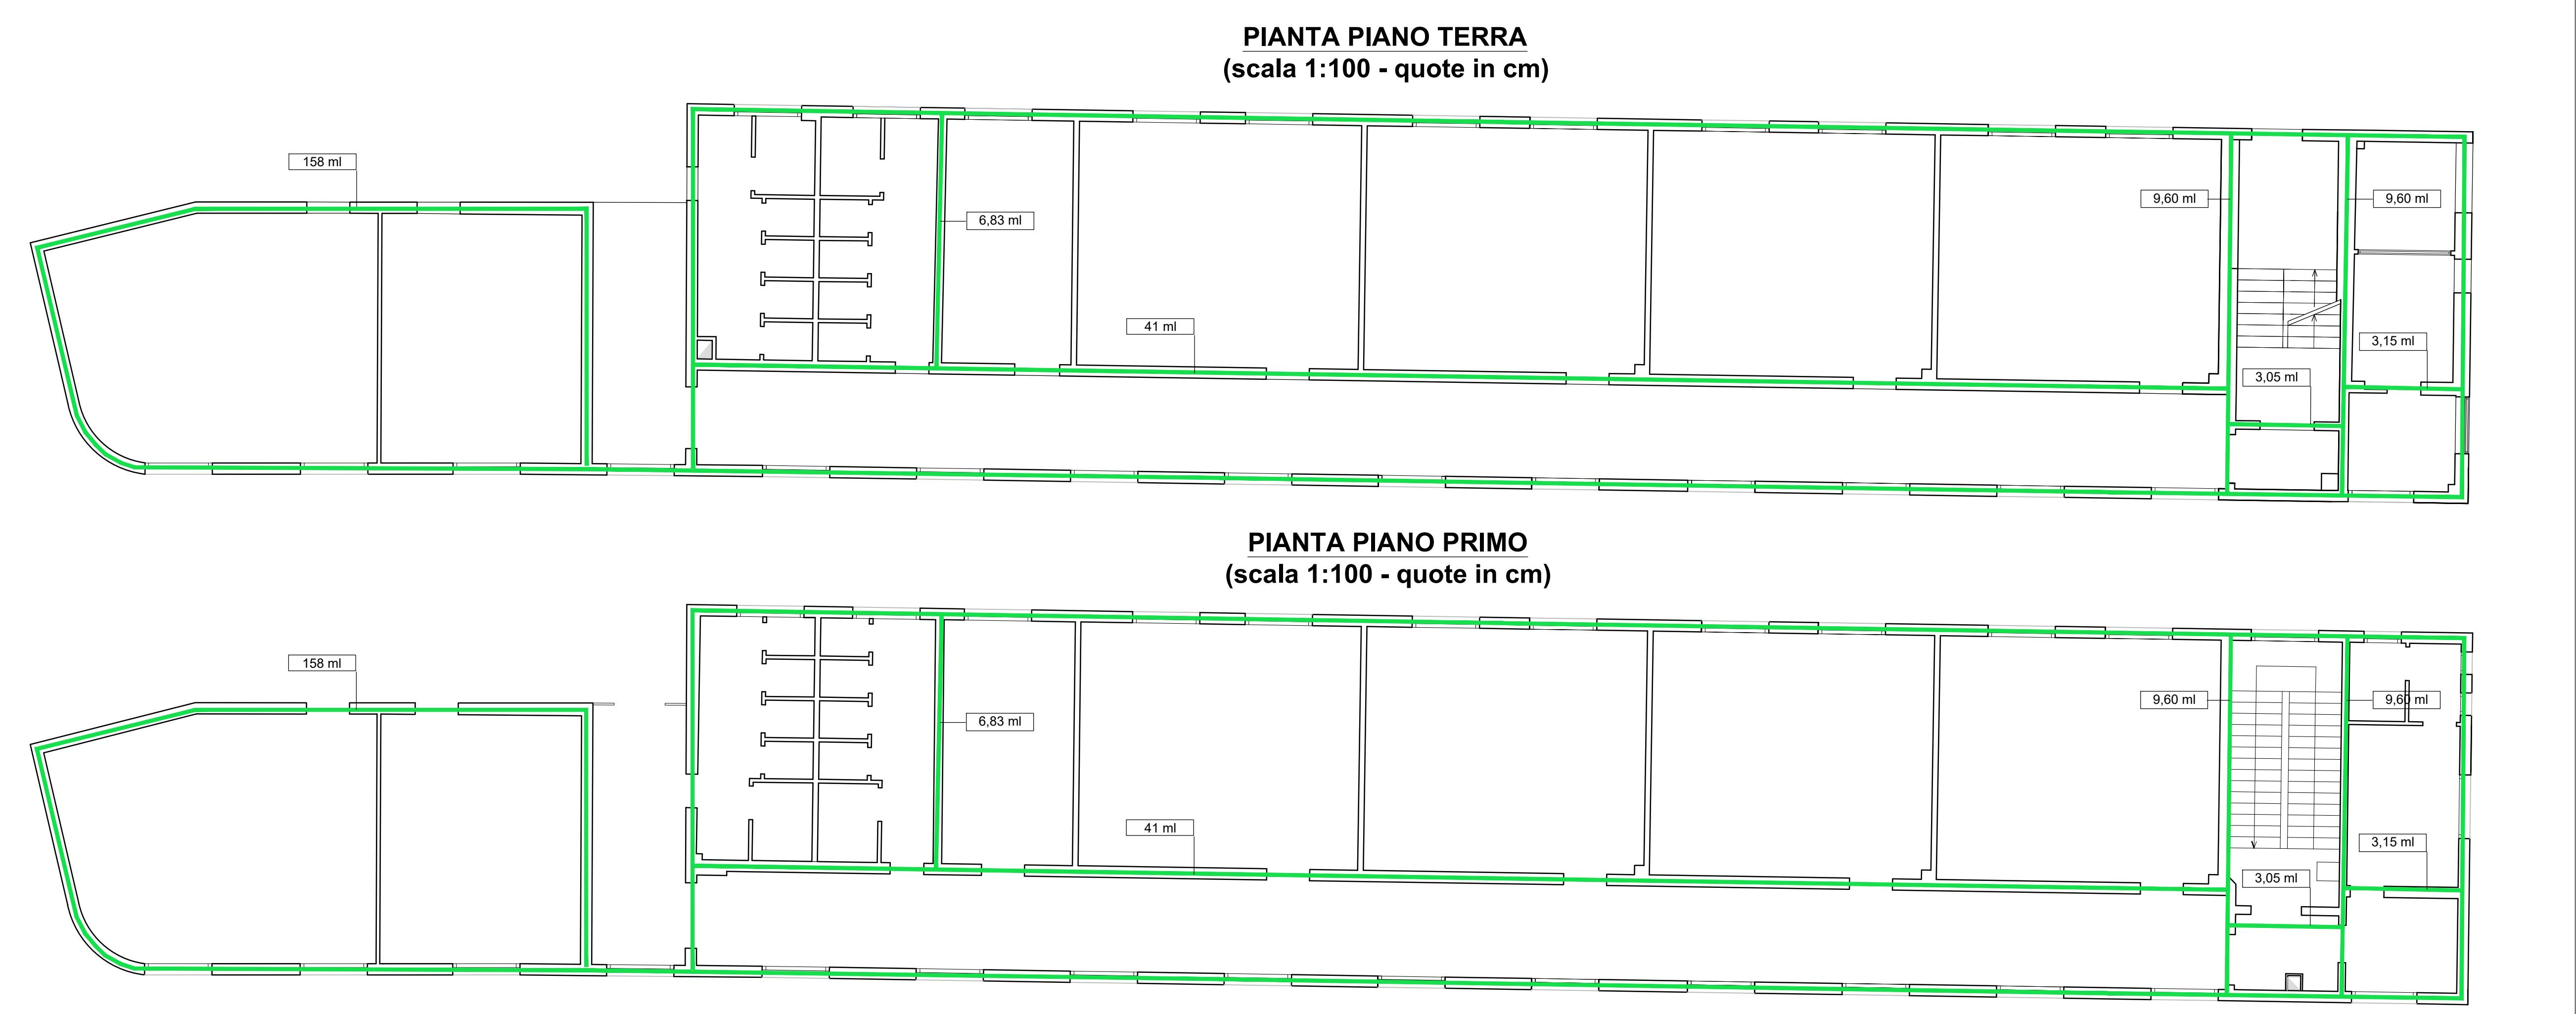 PIANTA PIANO TERRA
(scala 1:100 - quote in cm)
158 ml
9,60 ml
9,60 ml
6,83 ml
41 ml
3,15 ml
3,05 ml
PIANTA PIANO PRIMO
(scala 1:100 - quote in cm)
158 ml
9,60 ml
9,60 ml
6,83 ml
41 ml
3,15 ml
3,05 ml